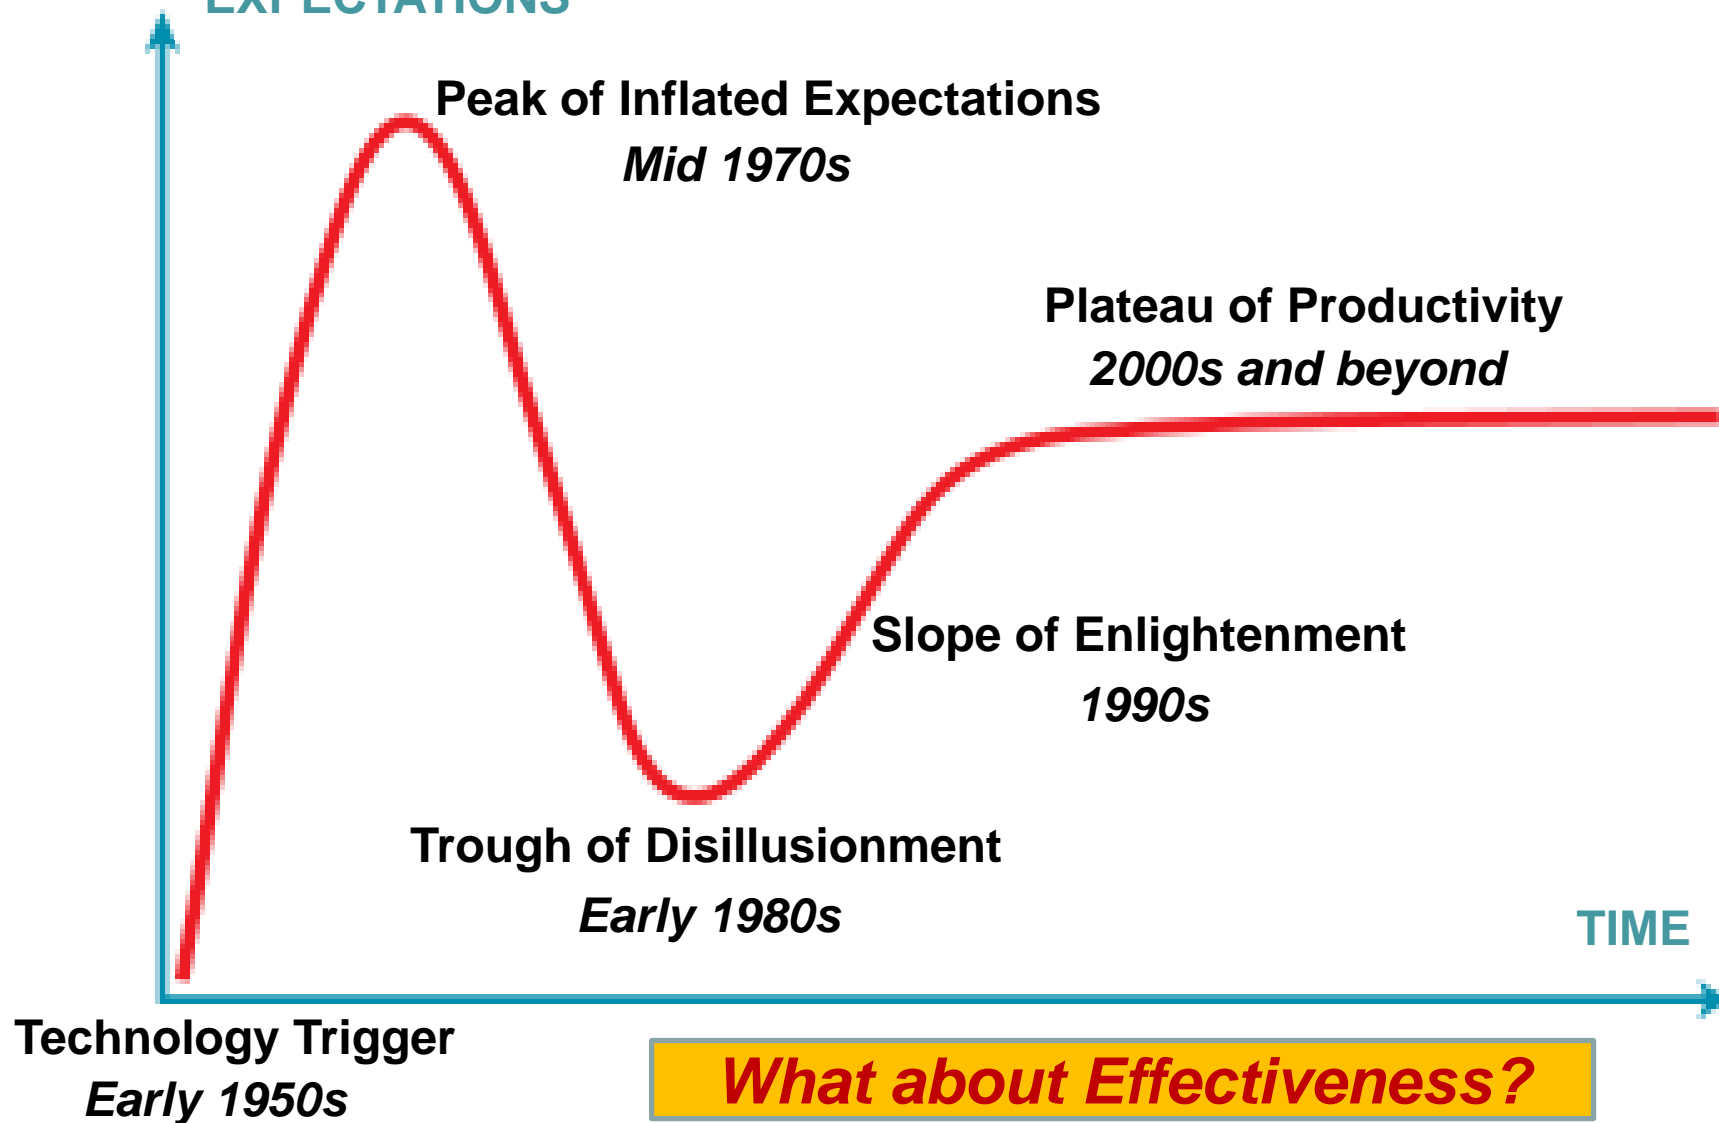 EXPECTATIONS
Peak of Inflated Expectations
Mid 1970s
Plateau of Productivity
2000s and beyond
Slope of Enlightenment
1990s
Trough of Disillusionment
Early 1980s
TIME
Technology Trigger
Early 1950s
What about Effectiveness?